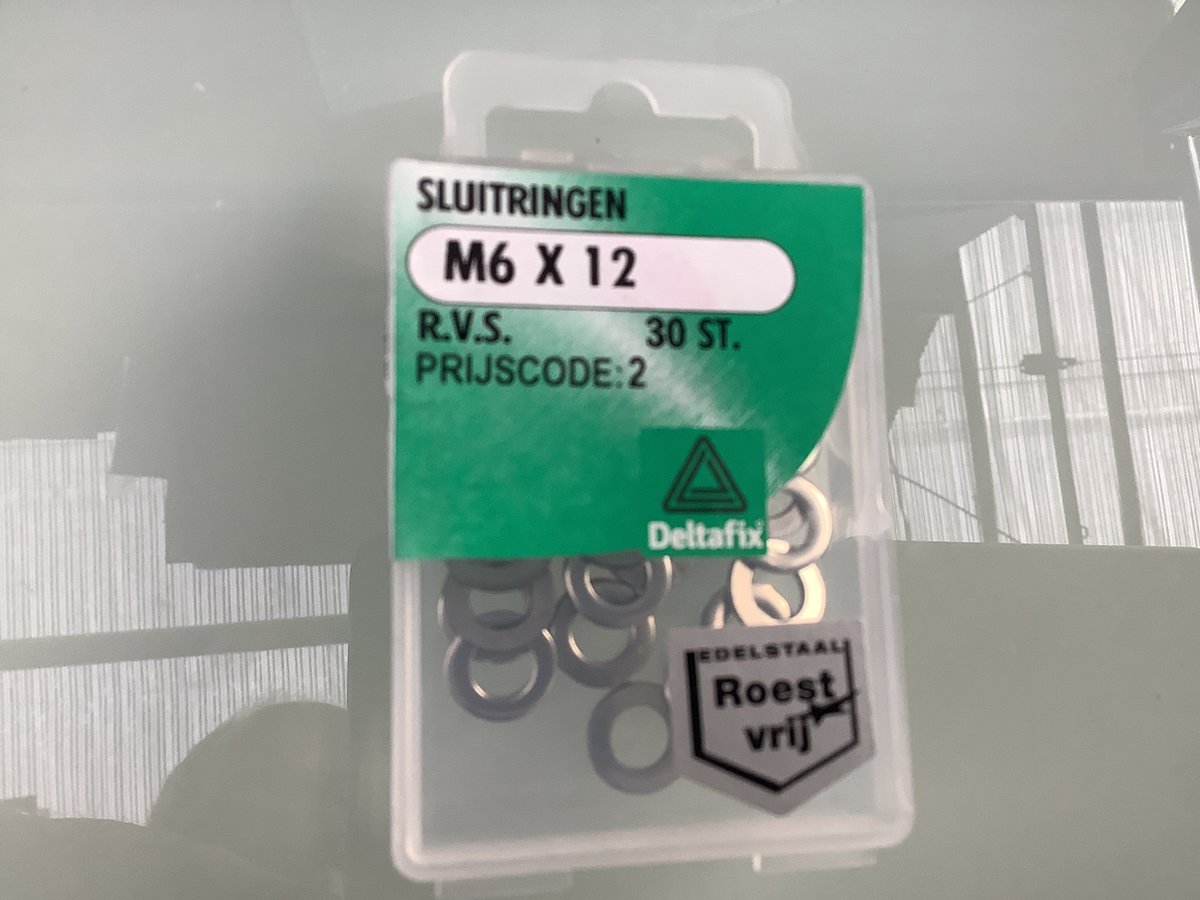 SLUITRINGEN
M6 X 12
R.V.S. 30 ST.
PRIJSCODE: 2
Deltafix
EDELSTAAL
Roest
vrij